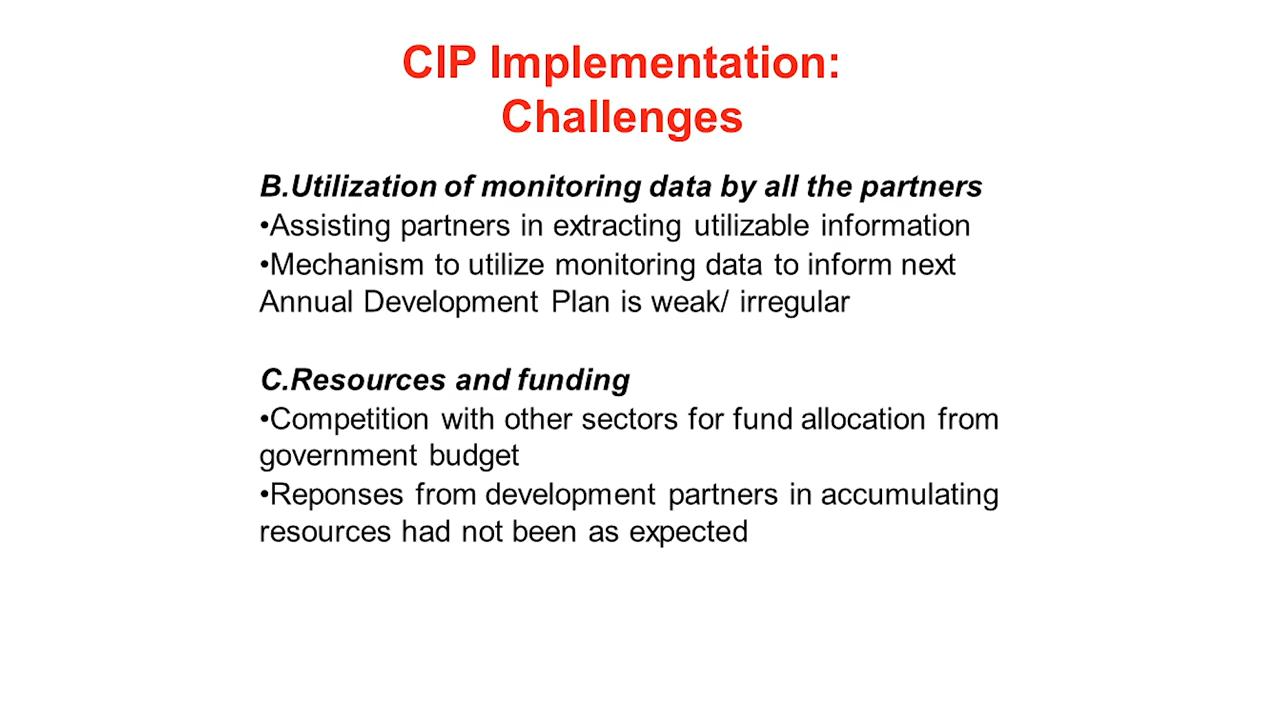 CIP Implementation:
Challenges
B.Utilization of monitoring data by all the partners
•Assisting partners in extracting utilizable information
•Mechanism to utilize monitoring data to inform next
Annual Development Plan is weak/ irregular
C.Resources and funding
•Competition with other sectors for fund allocation from
government budget
•Reponses from development partners in accumulating
resources had not been as expected